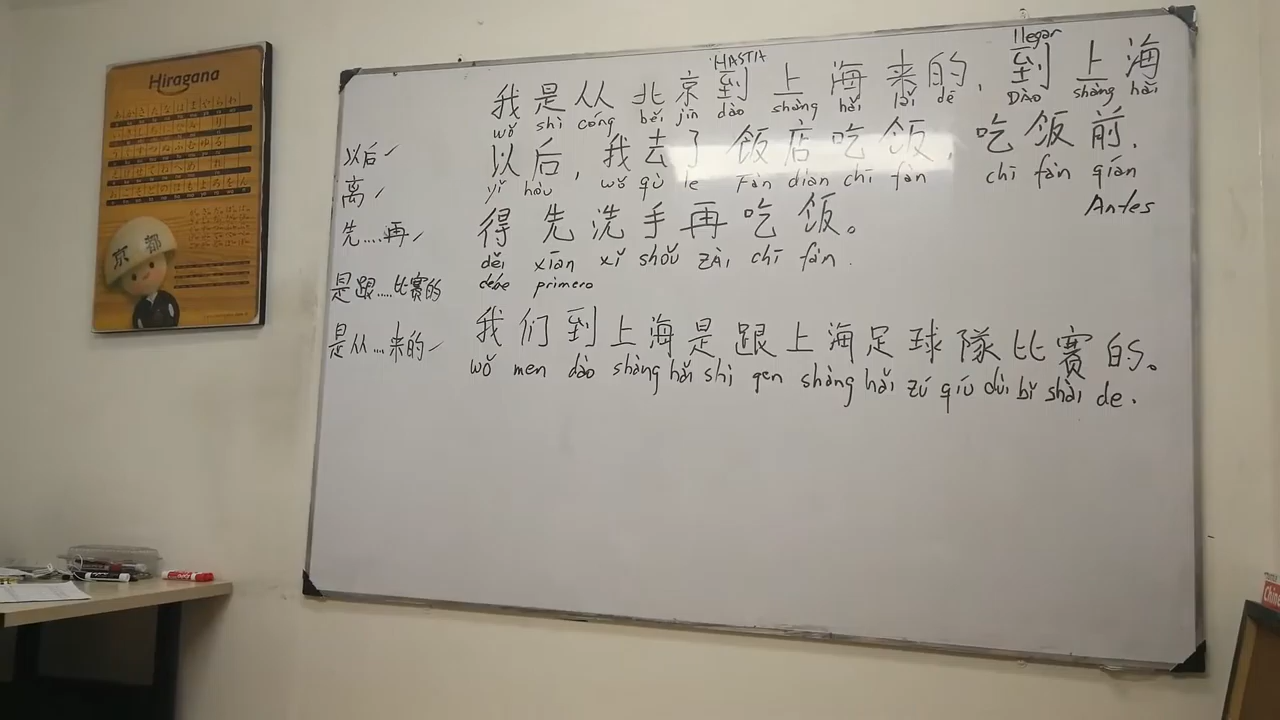 Hiragana
京都
HASTA
llegar
我是从北京到上海来的，到上海
wǒ shì cóng běi jīn dào shàng hǎi lái dē DÀO shàng hǎi
以后，我去了饭店吃饭，吃饭前，
yǐ hòu, wǒ qù le Fàn diàn chī fàn chī fàn qián
Antes
得先洗手再吃饭。
děi xiān xǐ shǒu ZÀI chī fàn.
debe primero
我们到上海是跟上海足球隊比赛的。
wǒ men dào shàng hǎi shì gen shàng hǎi zú qíu dùi bǐ shài de.
以后
离
先....再
是跟.....比赛的
是从....来的